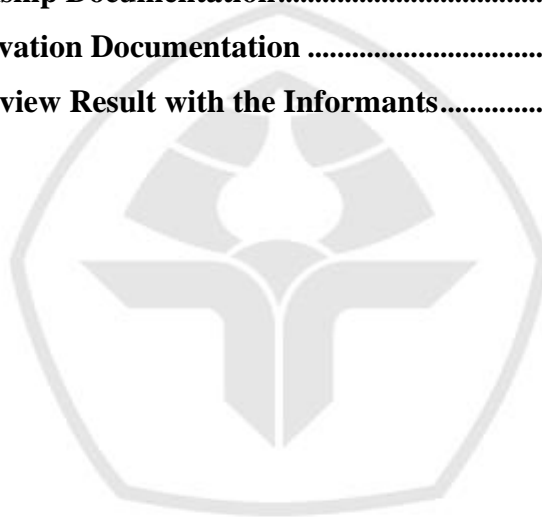 ship Documentation....................................
vation Documentation ................................
view Result with the Informants..............